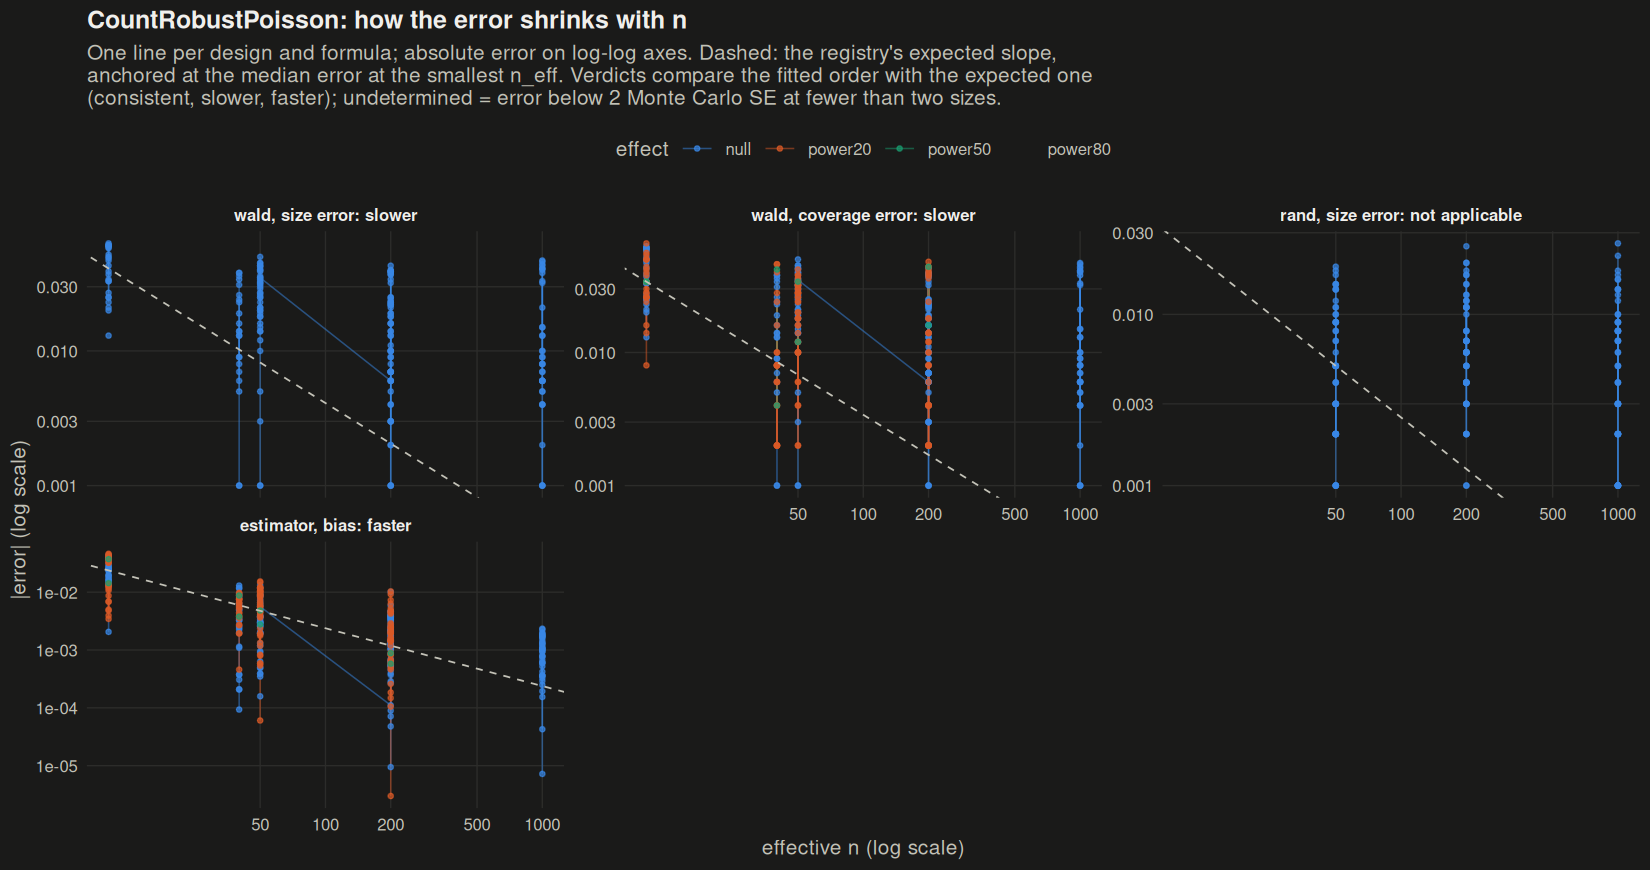 CountRobustPoisson: how the error shrinks with n
One line per design and formula; absolute error on log-log axes. Dashed: the registry's expected slope,
anchored at the median error at the smallest n_eff. Verdicts compare the fitted order with the expected one
(consistent, slower, faster); undetermined = error below 2 Monte Carlo SE at fewer than two sizes.
effect null power20 power50 power80
wald, size error: slower
0.030
0.010
0.003
0.001
wald, coverage error: slower
0.030
0.010
0.003
0.001
50 100 200 500 1000
rand, size error: not applicable
0.030
0.010
0.003
0.001
50 100 200 500 1000
estimator, bias: faster
1e-02
1e-03
1e-04
1e-05
50 100 200 500 1000
|error| (log scale)
effective n (log scale)